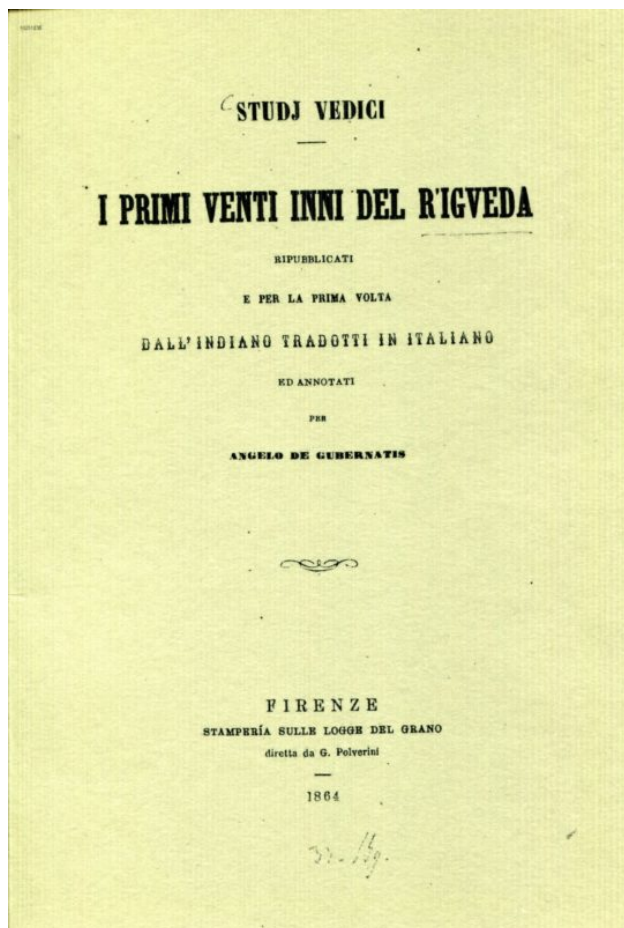 STUDJ VEDICI
I PRIMI VENTI INNI DEL R'IGVEDA
RIPUBBLICATI
E PER LA PRIMA VOLTA
DALL' INDIANO TRADOTTI IN ITALIANO
ED ANNOTATI
PER
ANGELO DE GUBERNATIS
FIRENZE
STAMPERÍA SULLE LOGGE DEL GRANO
diretta da G. Polverini
1864